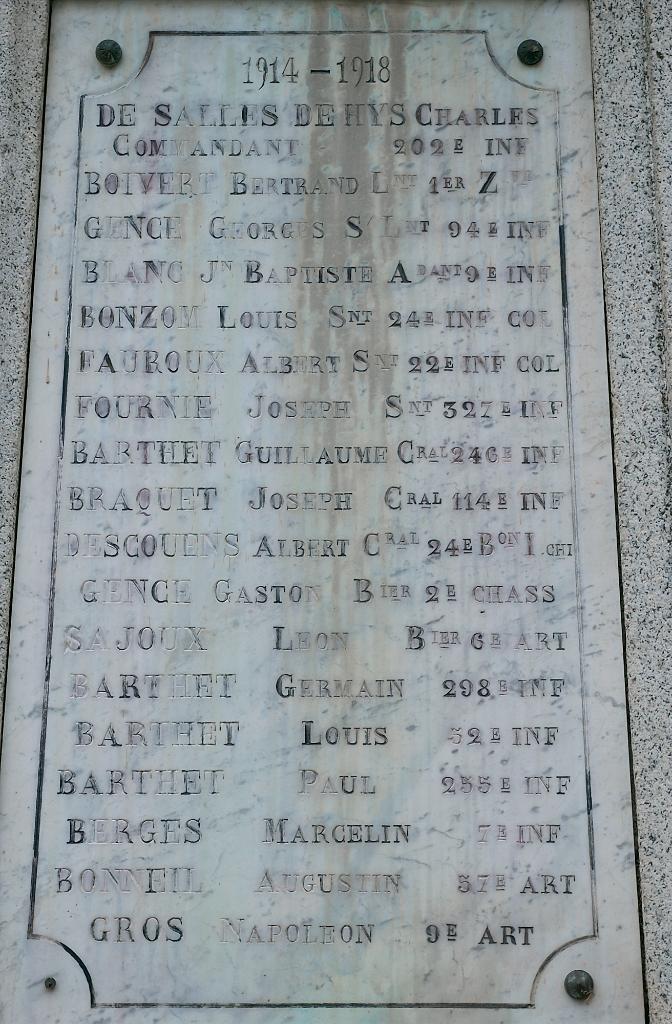 1914 - 1918
DE SALLES DE HYS CHARLES
COMMANDANT 202E INF
BOIVERT BERTRAND LNT 1ER Z
GENCE GEORGES S LNT 94E INF
BLANC JN BAPTISTE ADANT 9E INF
BONZOM LOUIS SNT 24E INF COL
FAUROUX ALBERT SNT 22E INF COL
FOURNIE JOSEPH SNT 327E INF
BARTHET GUILLAUME CRAL 246E INF
BRAQUET JOSEPH CRAL 114E INF
DESCOUENS ALBERT CRAL 24E BON I.CHI
GENCE GASTON BIER 2E CHASS
SAJOUX LEON BIER 6E ART
BARTHET GERMAIN 298E INF
BARTHET LOUIS 52E INF
BARTHET PAUL 255E INF
BERGES MARCELIN 7E INF
BONNEIL AUGUSTIN 57E ART
GROS NAPOLEON 9E ART